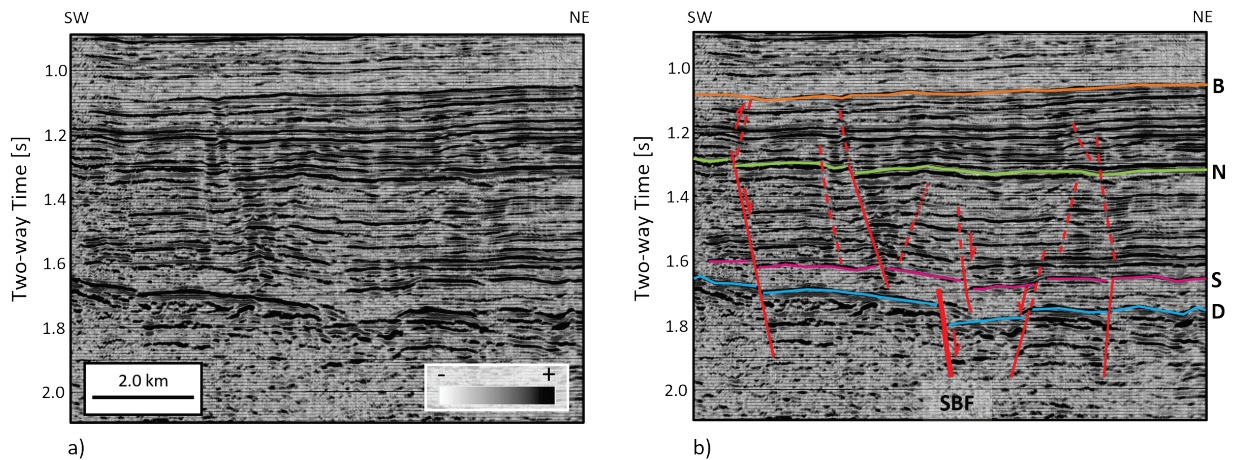 SW NE
1.0
1.2
1.4
1.6
1.8
2.0
Two-way Time [s]
2.0 km
- +
a)
SW NE
1.0
1.2
1.4
1.6
1.8
2.0
Two-way Time [s]
B
N
S
D
SBF
b)